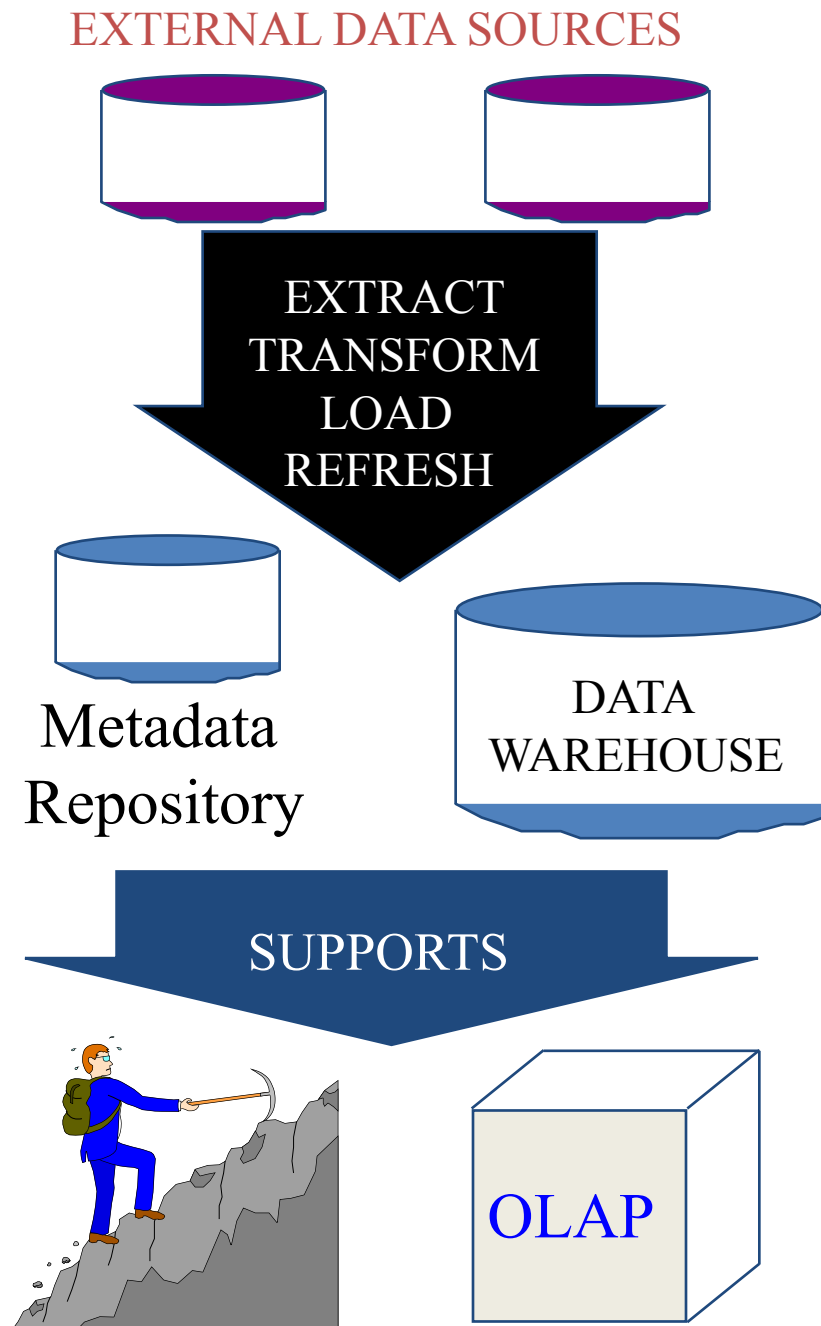 EXTERNAL DATA SOURCES
EXTRACT
TRANSFORM
LOAD
REFRESH
Metadata
Repository
DATA
WAREHOUSE
SUPPORTS
OLAP